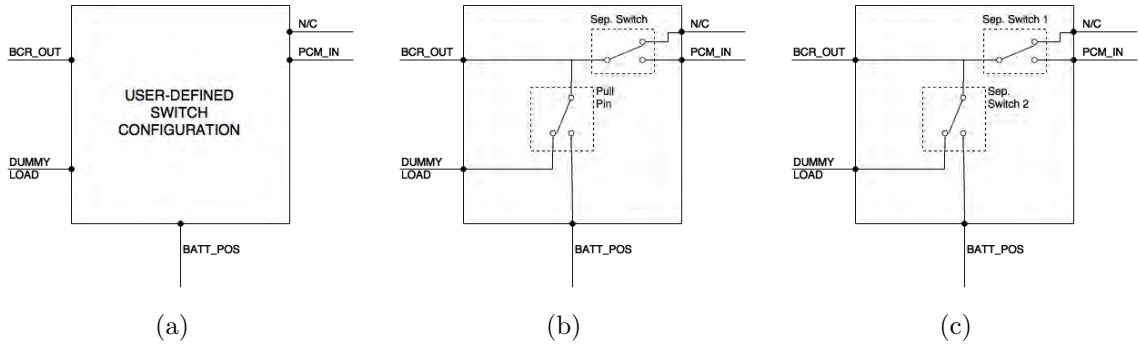 N/C
BCR_OUT
PCM_IN
USER-DEFINED
SWITCH
CONFIGURATION
DUMMY
LOAD
BATT_POS
(a)
Sep. Switch
N/C
BCR_OUT
PCM_IN
Pull
Pin
DUMMY
LOAD
BATT_POS
(b)
Sep. Switch 1
N/C
BCR_OUT
PCM_IN
Sep.
Switch 2
DUMMY
LOAD
BATT_POS
(c)